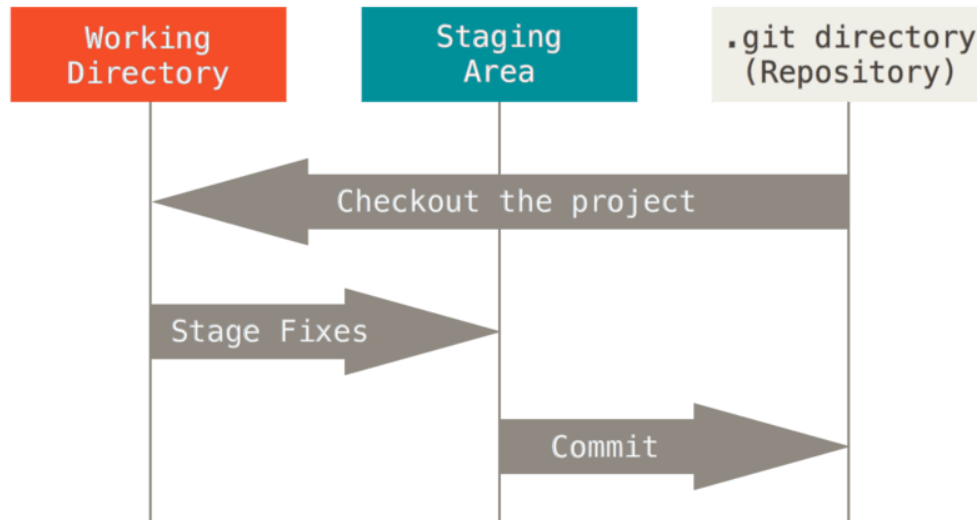 Working
Directory
Staging
Area
.git directory
(Repository)
Checkout the project
Stage Fixes
Commit